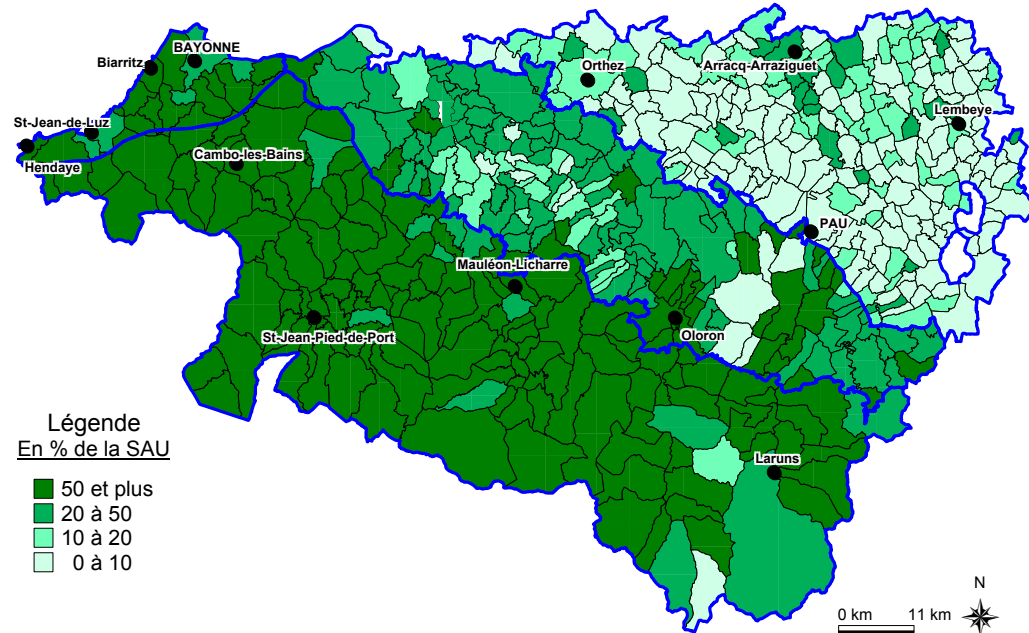 BAYONNE
Biarritz
Orthez
Arracq-Arraziguet
Lembeye
St-Jean-de-Luz
Hendaye
Cambo-les-Bains
PAU
Mauléon-Licharre
St-Jean-Pied-de-Port
Oloron
Laruns
Légende
En % de la SAU
50 et plus
20 à 50
10 à 20
0 à 10
N
0 km 11 km